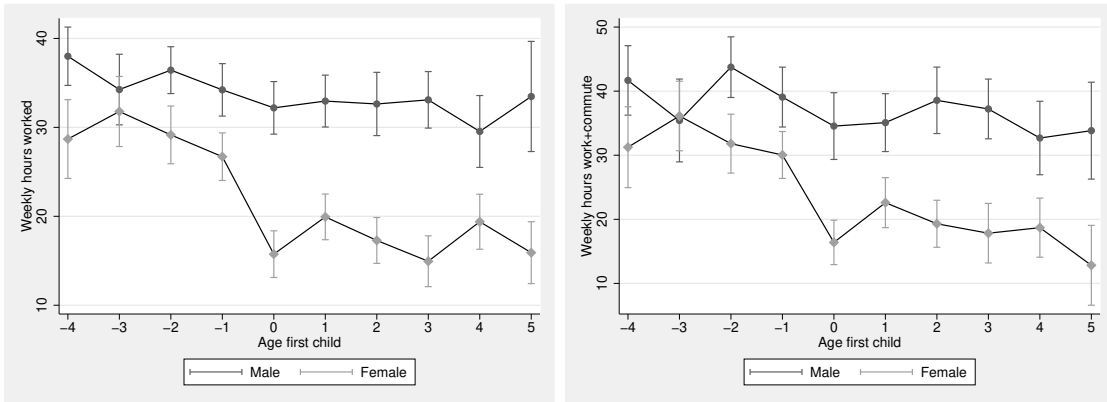 Weekly hours worked
40
30
20
10
−4 −3 −2 −1 0 1 2 3 4 5
Age first child
Male Female
Weekly hours work+commute
50
40
30
20
10
−4 −3 −2 −1 0 1 2 3 4 5
Age first child
Male Female